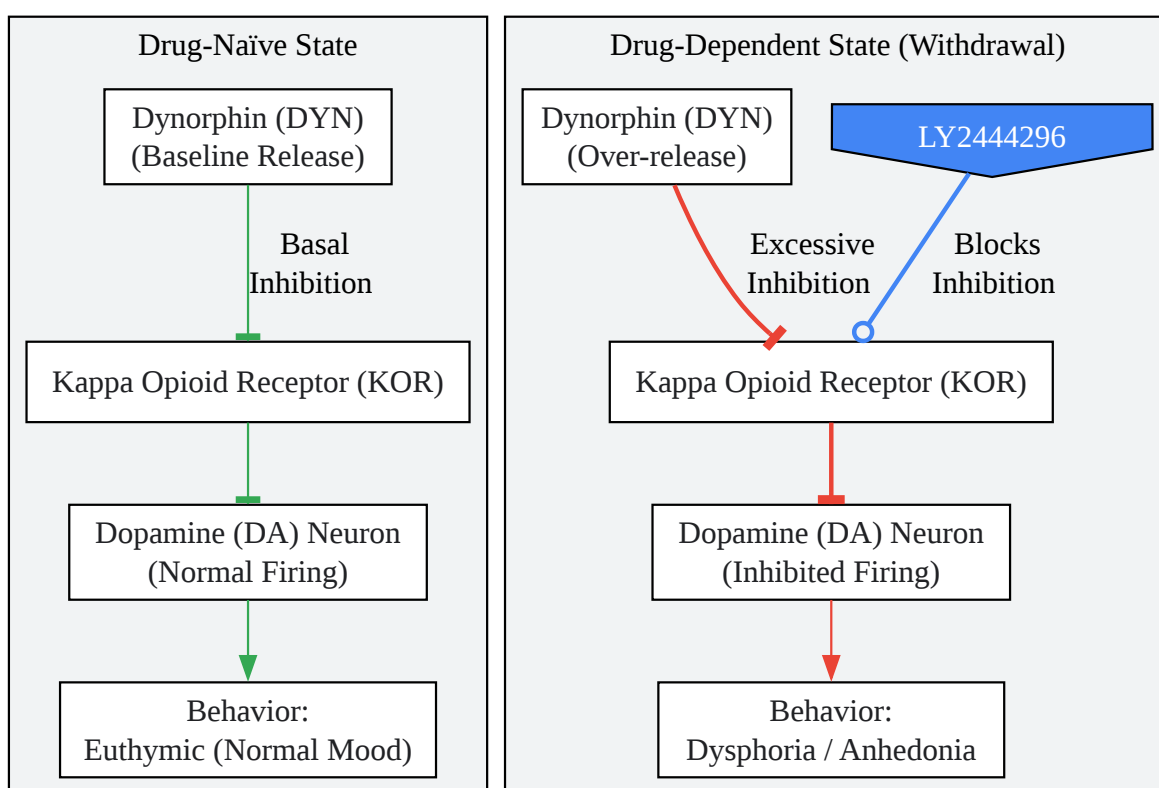 Drug-Naïve State
Dynorphin (DYN)
(Baseline Release)
Basal
Inhibition
Kappa Opioid Receptor (KOR)
Dopamine (DA) Neuron
(Normal Firing)
Behavior:
Euthymic (Normal Mood)
Drug-Dependent State (Withdrawal)
Dynorphin (DYN)
(Over-release)
LY2444296
Excessive
Inhibition
Blocks
Inhibition
Kappa Opioid Receptor (KOR)
Dopamine (DA) Neuron
(Inhibited Firing)
Behavior:
Dysphoria / Anhedonia